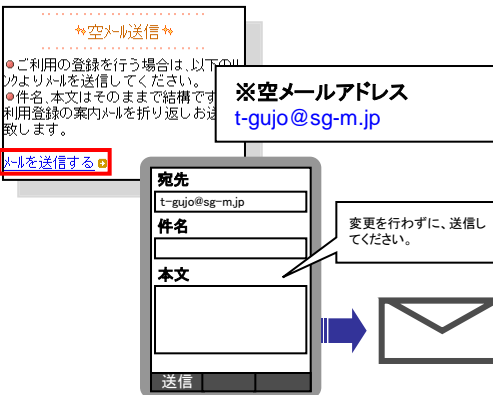 空メール送信
●ご利用の登録を行う場合は、以下のリ
ンクよりメールを送信してください。
●件名、本文はそのままで結構です
利用登録の案内メールを折り返しお送
致します。
メールを送信する
※空メールアドレス
t-gujo@sg-m.jp
宛先
t-gujo@sg-m.jp
件名
本文
変更を行わずに、送信し
てください。
送信